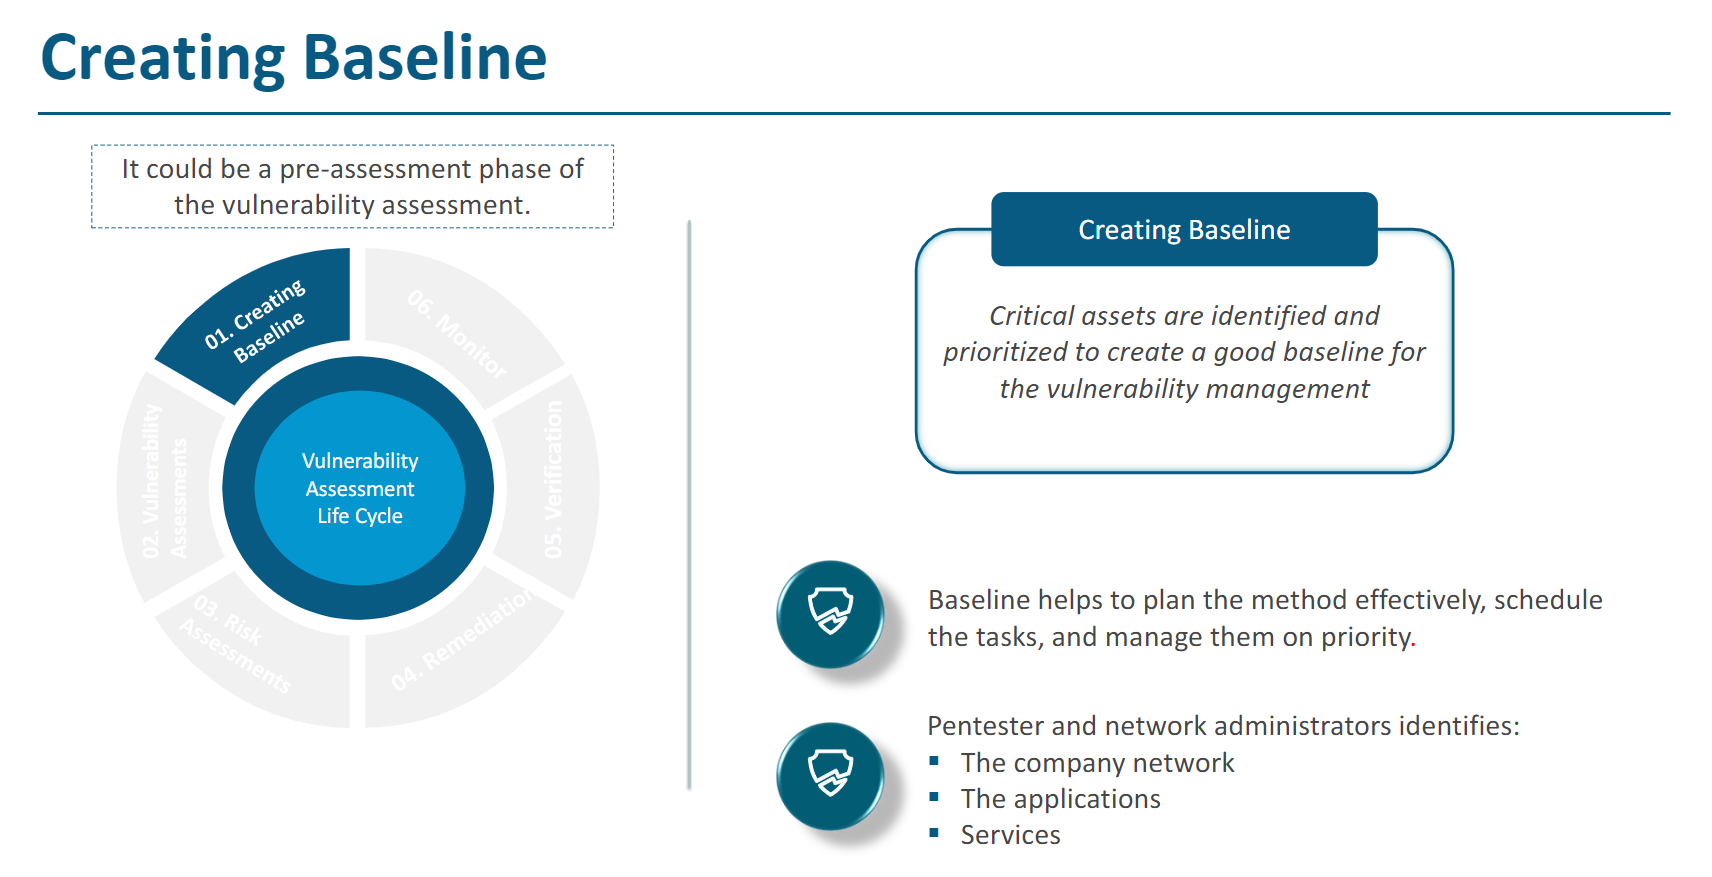 Creating Baseline
It could be a pre-assessment phase of
the vulnerability assessment.
01. Creating
Baseline
02. Vulnerability
Assessments
03. Risk
Assessments
04. Remediation
05. Verification
06. Monitor
Vulnerability
Assessment
Life Cycle
Creating Baseline
Critical assets are identified and
prioritized to create a good baseline for
the vulnerability management
Baseline helps to plan the method effectively, schedule
the tasks, and manage them on priority.
Pentester and network administrators identifies:
▪ The company network
▪ The applications
▪ Services